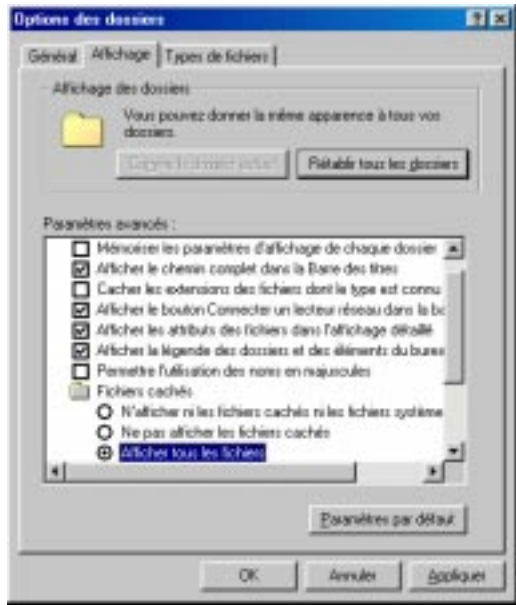 Options des dossiers
Général Affichage Types de fichiers
Affichage des dossiers
Vous pouvez donner la même apparence à tous vos
dossiers.
Rétablir tous les dossiers
Paramètres avancés :
Mémoriser les paramètres d'affichage de chaque dossier
Afficher le chemin complet dans la Barre des titres
Cacher les extensions des fichiers dont le type est connu
Afficher le bouton Connecter un lecteur réseau dans la ba
Afficher les attributs des fichiers dans l'affichage détaillé
Afficher la légende des dossiers et des éléments du burea
Permettre l'utilisation des noms en majuscules
Fichiers cachés
N'afficher ni les fichiers cachés ni les fichiers système
Ne pas afficher les fichiers cachés
Afficher tous les fichiers
Paramètres par défaut
OK Annuler Appliquer